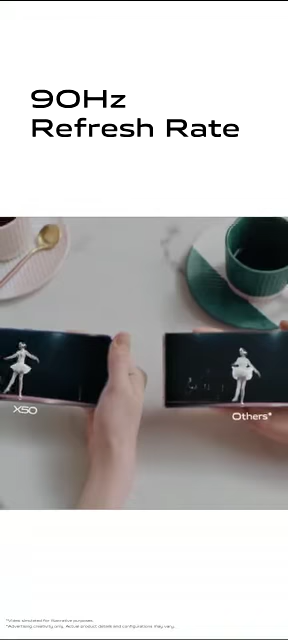 90Hz
Refresh Rate
X50
Others*
*Video simulated for illustrative purposes.
*Advertising creativity only. Actual product details and configurations may vary.